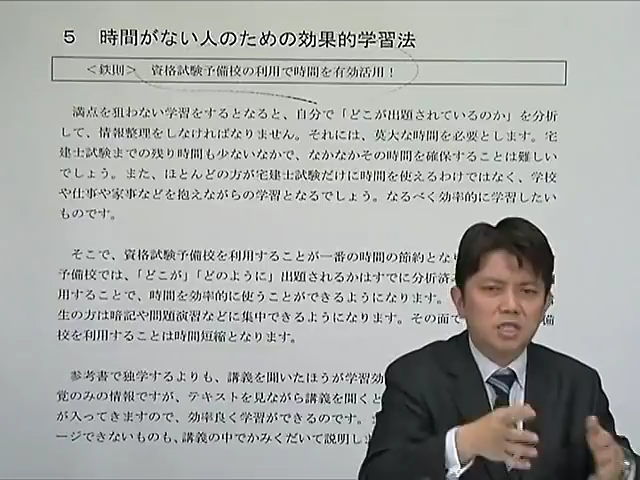 5 時間がない人のための効果的学習法
＜鉄則＞ 資格試験予備校の利用で時間を有効活用！
満点を狙わない学習をするとなると、自分で「どこが出題されているのか」を分析
して、情報整理をしなければなりません。それには、莫大な時間を必要とします。宅
建士試験までの残り時間も少ないなかで、なかなかその時間を確保することは難しい
でしょう。また、ほとんどの方が宅建士試験だけに時間を使えるわけではなく、学校
や仕事や家事などを抱えながらの学習となるでしょう。なるべく効率的に学習したい
ものです。
そこで、資格試験予備校を利用することが一番の時間の節約とな
予備校では、「どこが」「どのように」出題されるかはすでに分析済
用することで、時間を効率的に使うことができるようになります。
生の方は暗記や問題演習などに集中できるようになります。その面で 備
校を利用することは時間短縮となります。
参考書で独学するよりも、講義を聞いたほうが学習効
覚のみの情報ですが、テキストを見ながら講義を聞くと
が入ってきますので、効率良く学習ができるのです。
ージできないものも、講義の中でかみくだいて説明しま